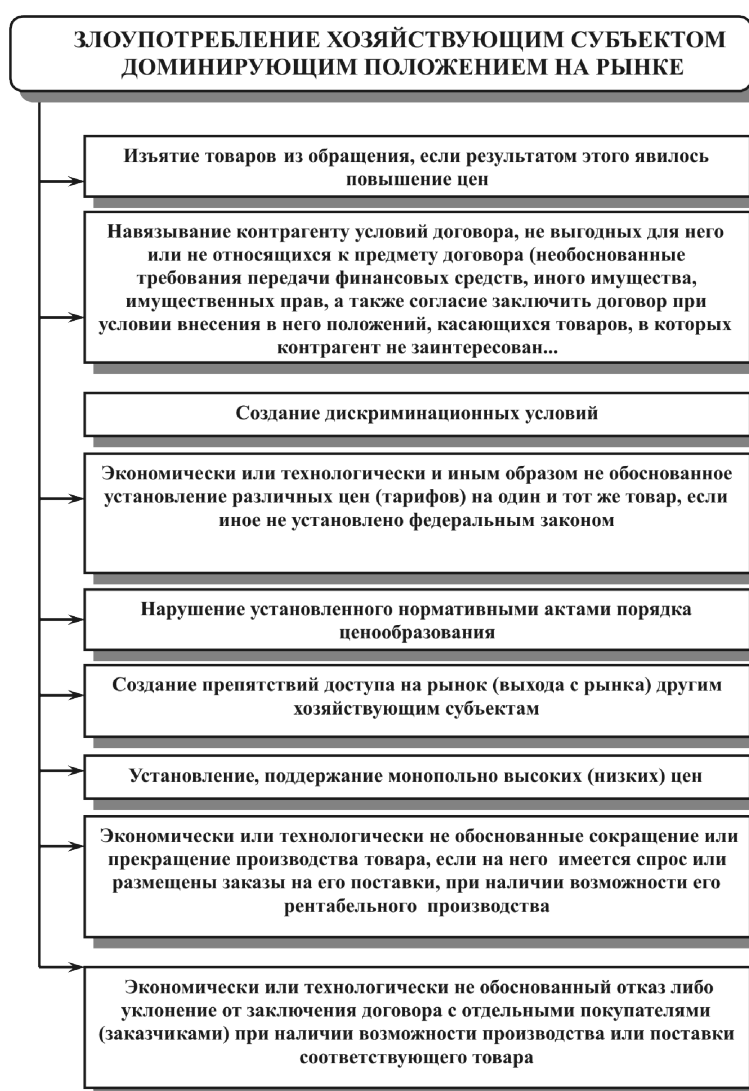 ЗЛОУПОТРЕБЛЕНИЕ ХОЗЯЙСТВУЮЩИМ СУБЪЕКТОМ
ДОМИНИРУЮЩИМ ПОЛОЖЕНИЕМ НА РЫНКЕ
Изъятие товаров из обращения, если результатом этого явилось
повышение цен
Навязывание контрагенту условий договора, не выгодных для него
или не относящихся к предмету договора (необоснованные
требования передачи финансовых средств, иного имущества,
имущественных прав, а также согласие заключить договор при
условии внесения в него положений, касающихся товаров, в которых
контрагент не заинтересован...
Создание дискриминационных условий
Экономически или технологически и иным образом не обоснованное
установление различных цен (тарифов) на один и тот же товар, если
иное не установлено федеральным законом
Нарушение установленного нормативными актами порядка
ценообразования
Создание препятствий доступа на рынок (выхода с рынка) другим
хозяйствующим субъектам
Установление, поддержание монопольно высоких (низких) цен
Экономически или технологически не обоснованные сокращение или
прекращение производства товара, если на него имеется спрос или
размещены заказы на его поставки, при наличии возможности его
рентабельного производства
Экономически или технологически не обоснованный отказ либо
уклонение от заключения договора с отдельными покупателями
(заказчиками) при наличии возможности производства или поставки
соответствующего товара